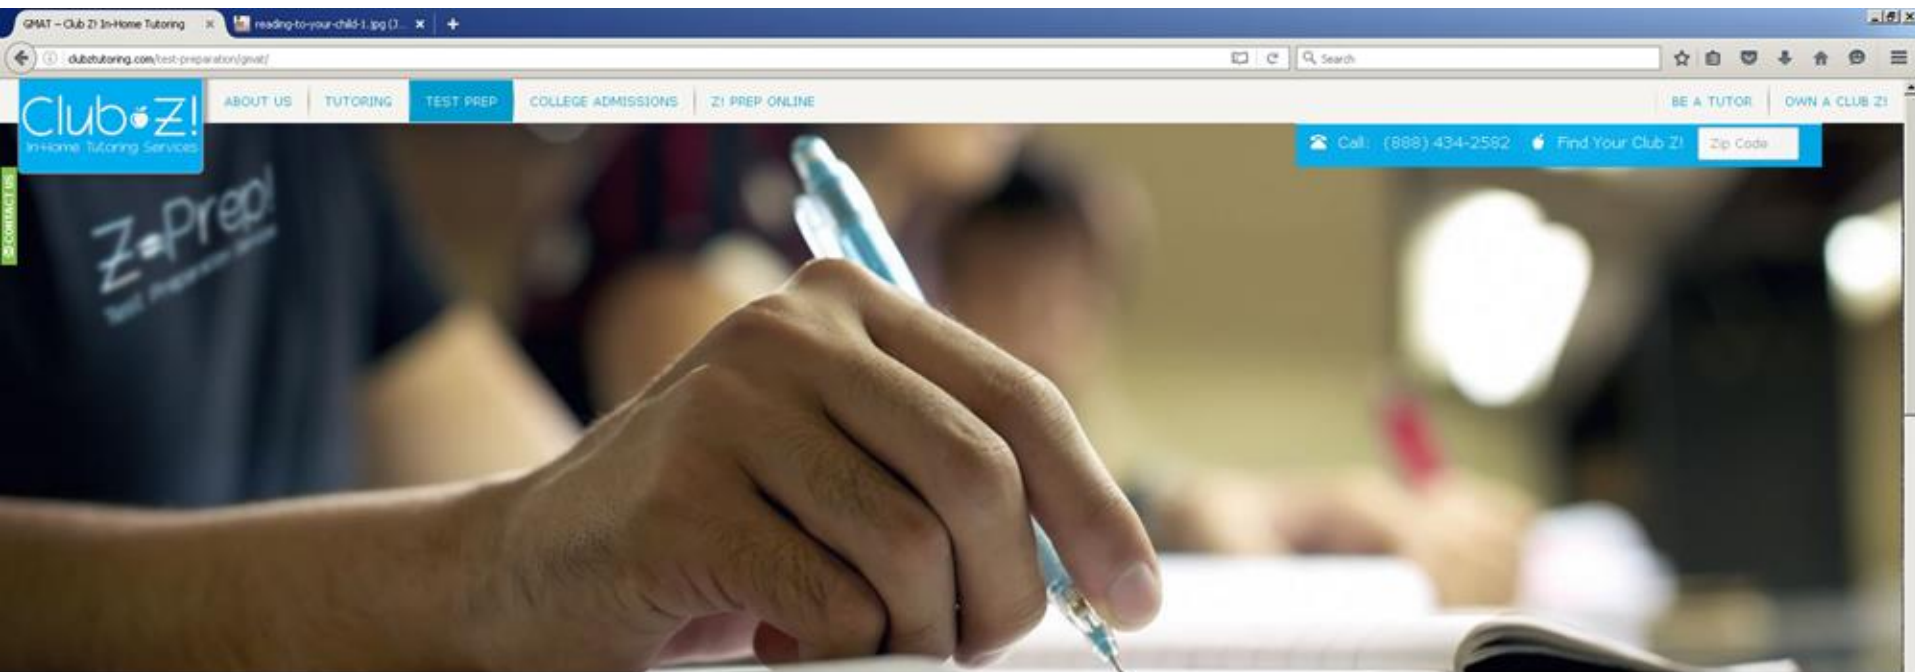 GMAT – Club Z! In-Home Tutoring
reading-to-your-child-1.jpg (J...
clubztutoring.com/test-preparation/gmat/
Search
Club Z!
In-Home Tutoring Services
ABOUT US
TUTORING
TEST PREP
COLLEGE ADMISSIONS
Z! PREP ONLINE
BE A TUTOR
OWN A CLUB Z!
Call: (888) 434-2582
Find Your Club Z!
Zip Code
CONTACT US
Z-Prep!
Test Preparation